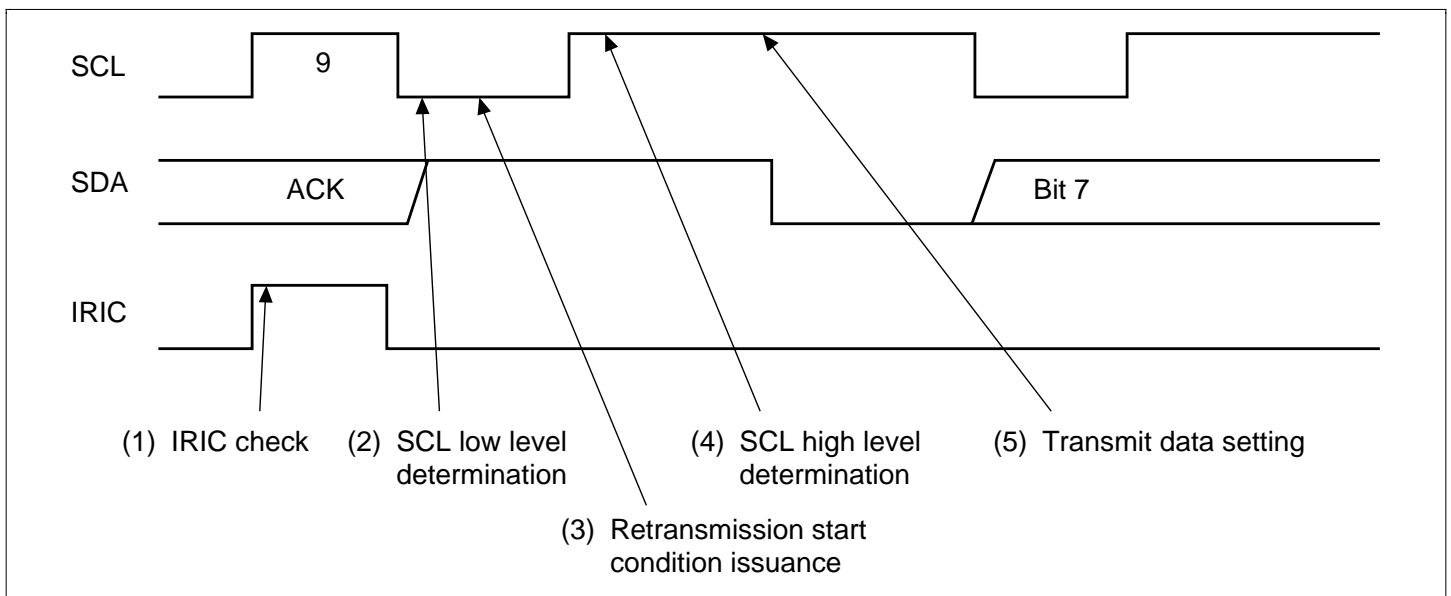 SCL
9
SDA
ACK
Bit 7
IRIC
(1) IRIC check
(2) SCL low level
determination
(4) SCL high level
determination
(5) Transmit data setting
(3) Retransmission start
condition issuance